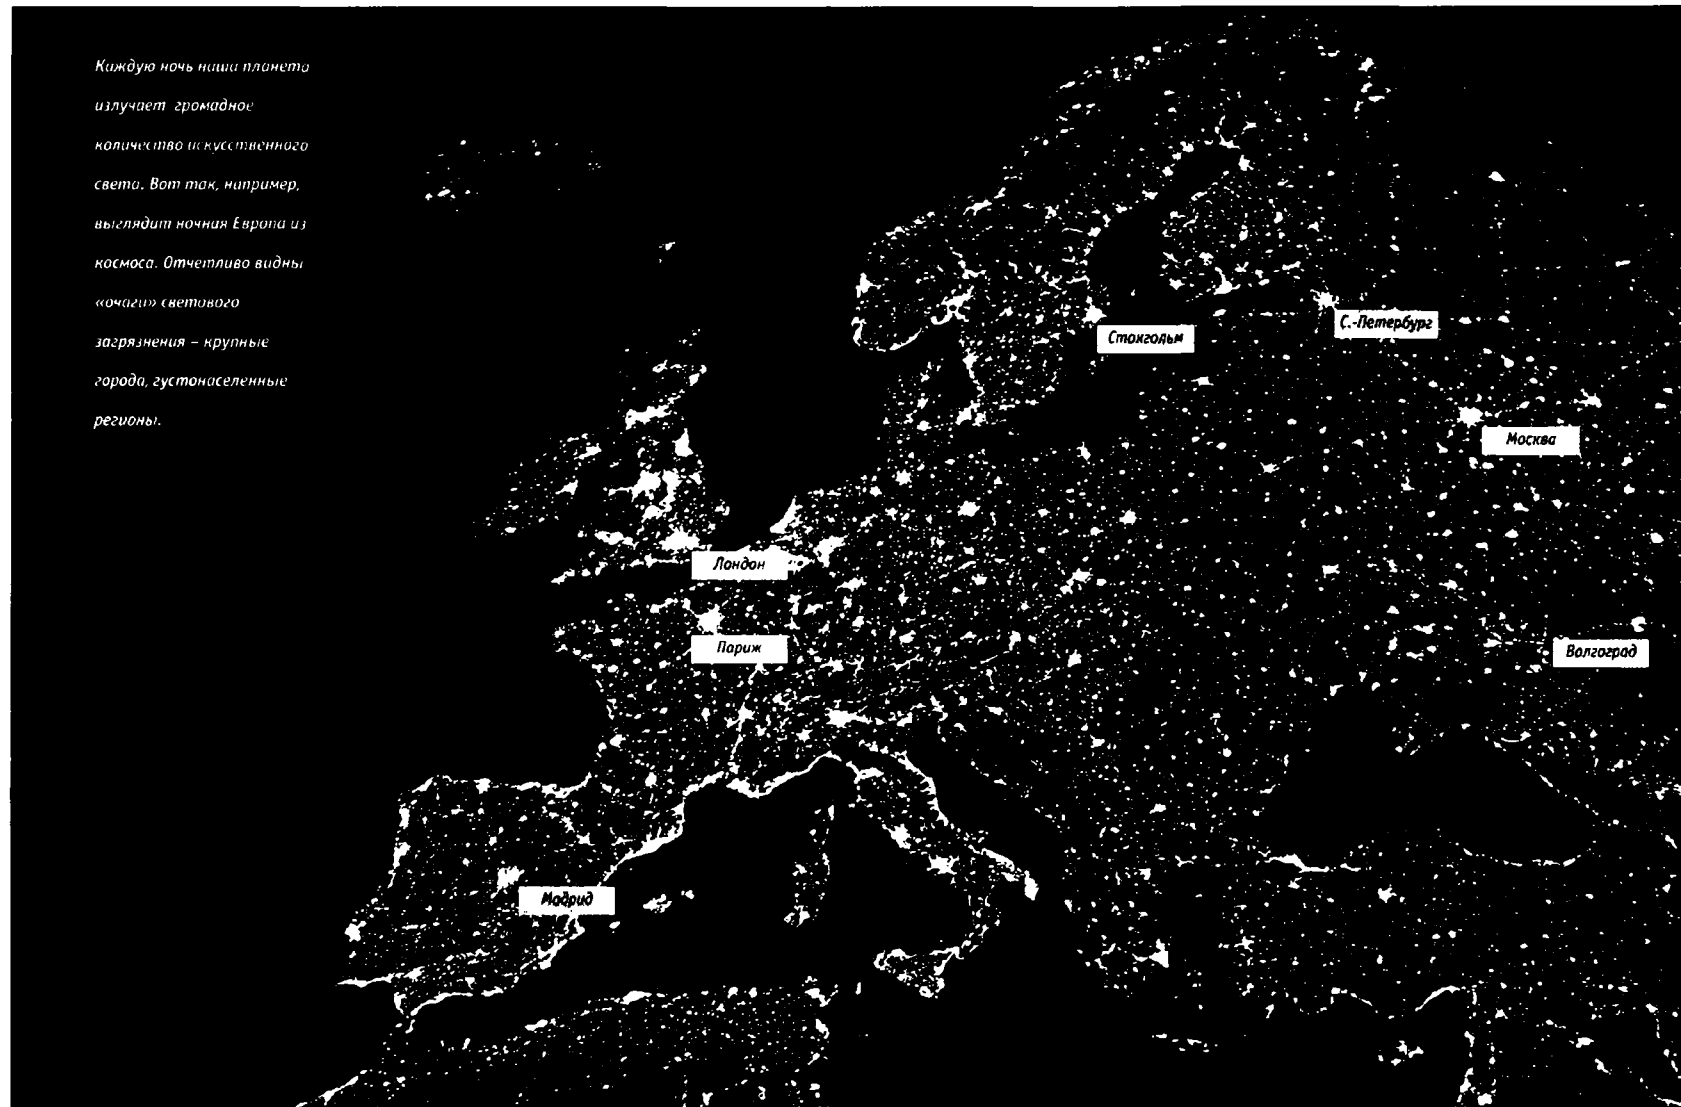 Каждую ночь наша планета
излучает громадное
количество искусственного
света. Вот так, например,
выглядит ночная Европа из
космоса. Отчетливо видны
«очаги» светового
загрязнения – крупные
города, густонаселенные
регионы.
С.-Петербург
Стокгольм
Москва
Лондон
Париж
Волгоград
Мадрид